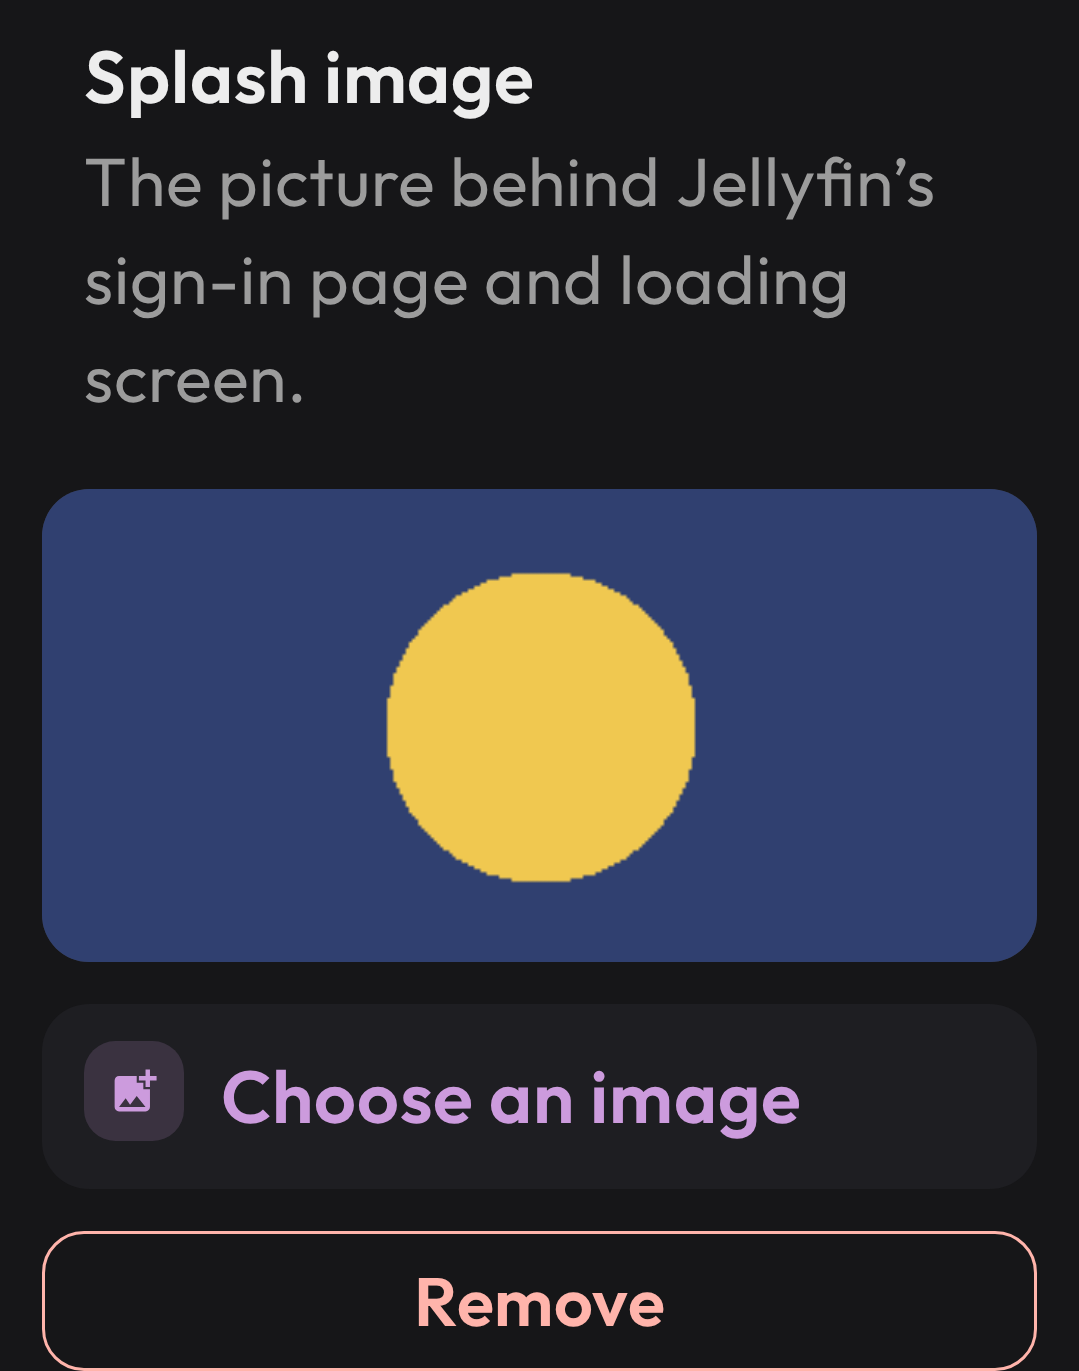 Splash image
The picture behind Jellyfin’s
sign-in page and loading
screen.
Choose an image
Remove